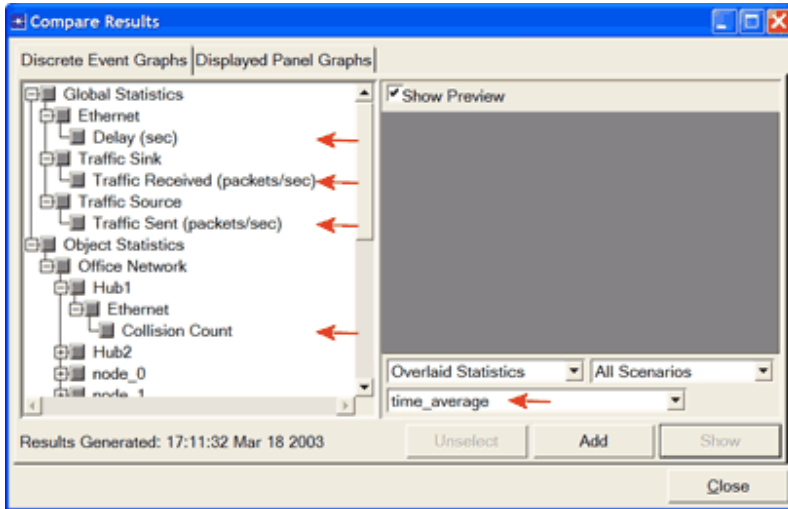 Compare Results
Discrete Event Graphs Displayed Panel Graphs
Global Statistics
Ethernet
Delay (sec)
Traffic Sink
Traffic Received (packets/sec)
Traffic Source
Traffic Sent (packets/sec)
Object Statistics
Office Network
Hub1
Ethernet
Collision Count
Hub2
node_0
node_1
Show Preview
Overlaid Statistics All Scenarios
time_average
Results Generated: 17:11:32 Mar 18 2003 Unselect Add Show
Close